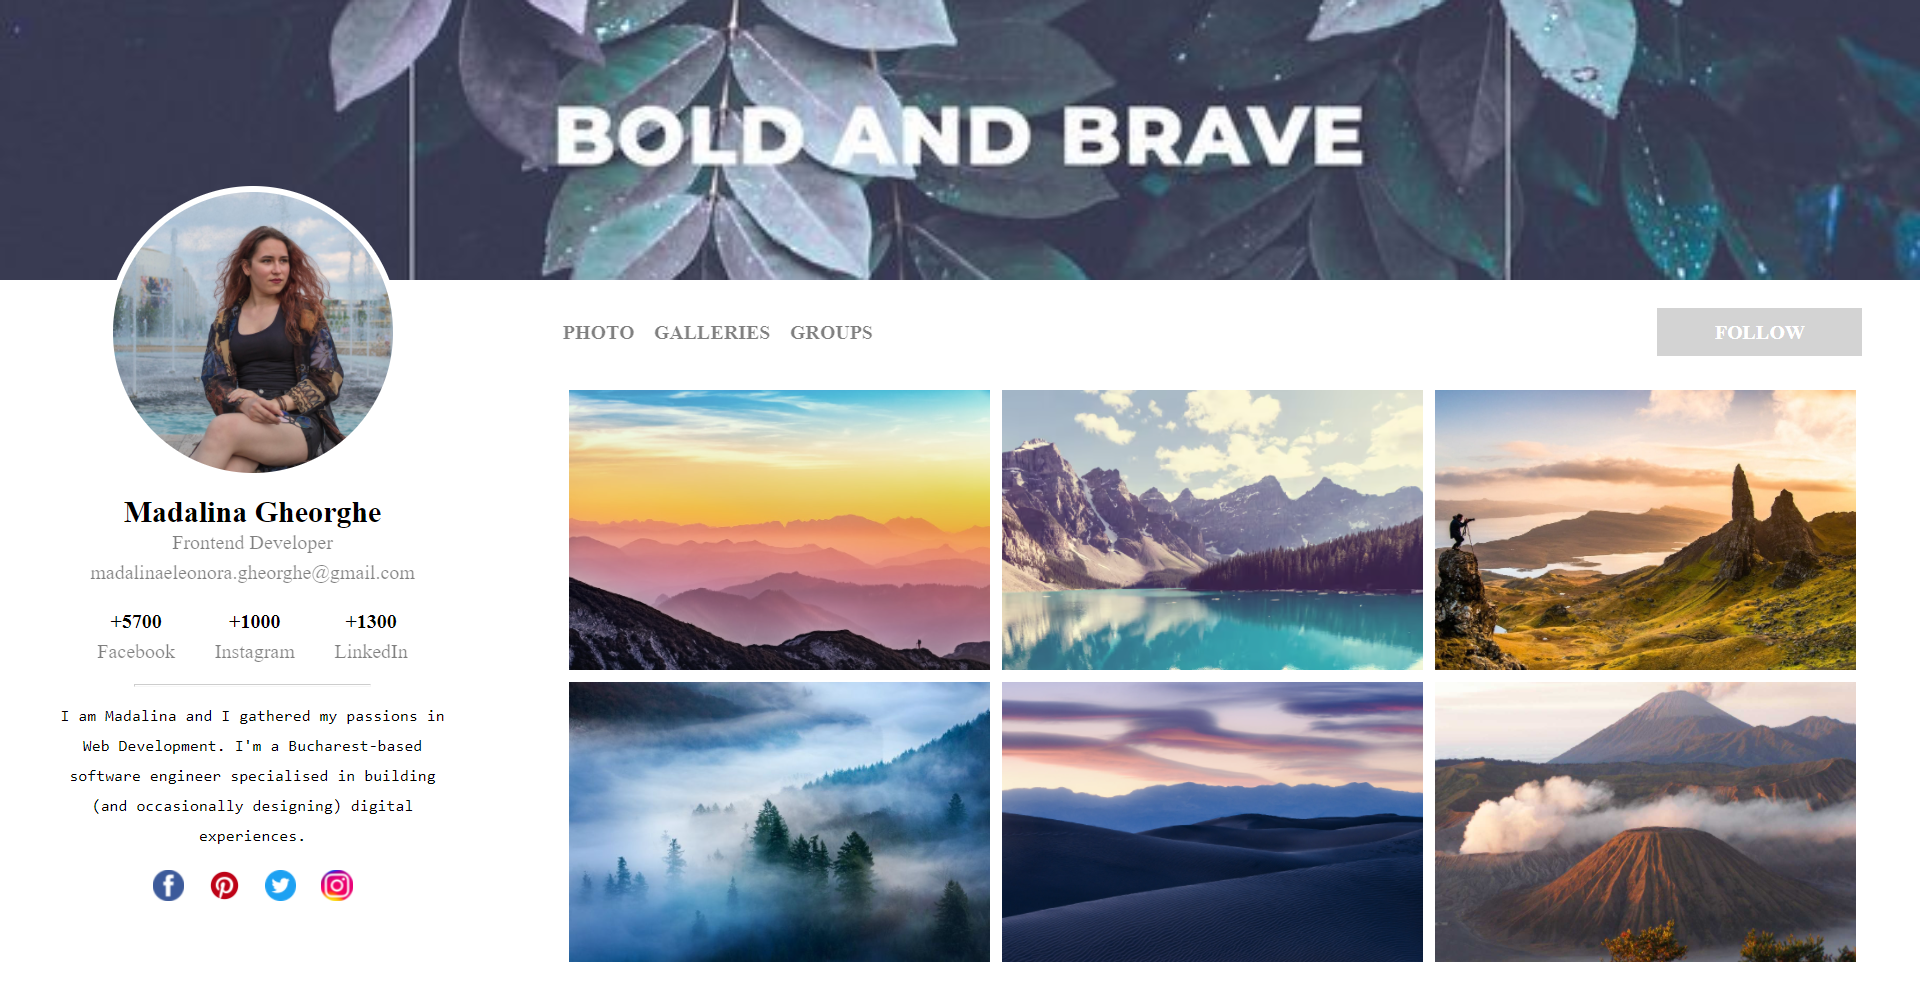 BOLD AND BRAVE
PHOTO GALLERIES GROUPS
FOLLOW
Madalina Gheorghe
Frontend Developer
madalinaeleonora.gheorghe@gmail.com
+5700 +1000 +1300
Facebook Instagram LinkedIn
I am Madalina and I gathered my passions in
Web Development. I'm a Bucharest-based
software engineer specialised in building
(and occasionally designing) digital
experiences.